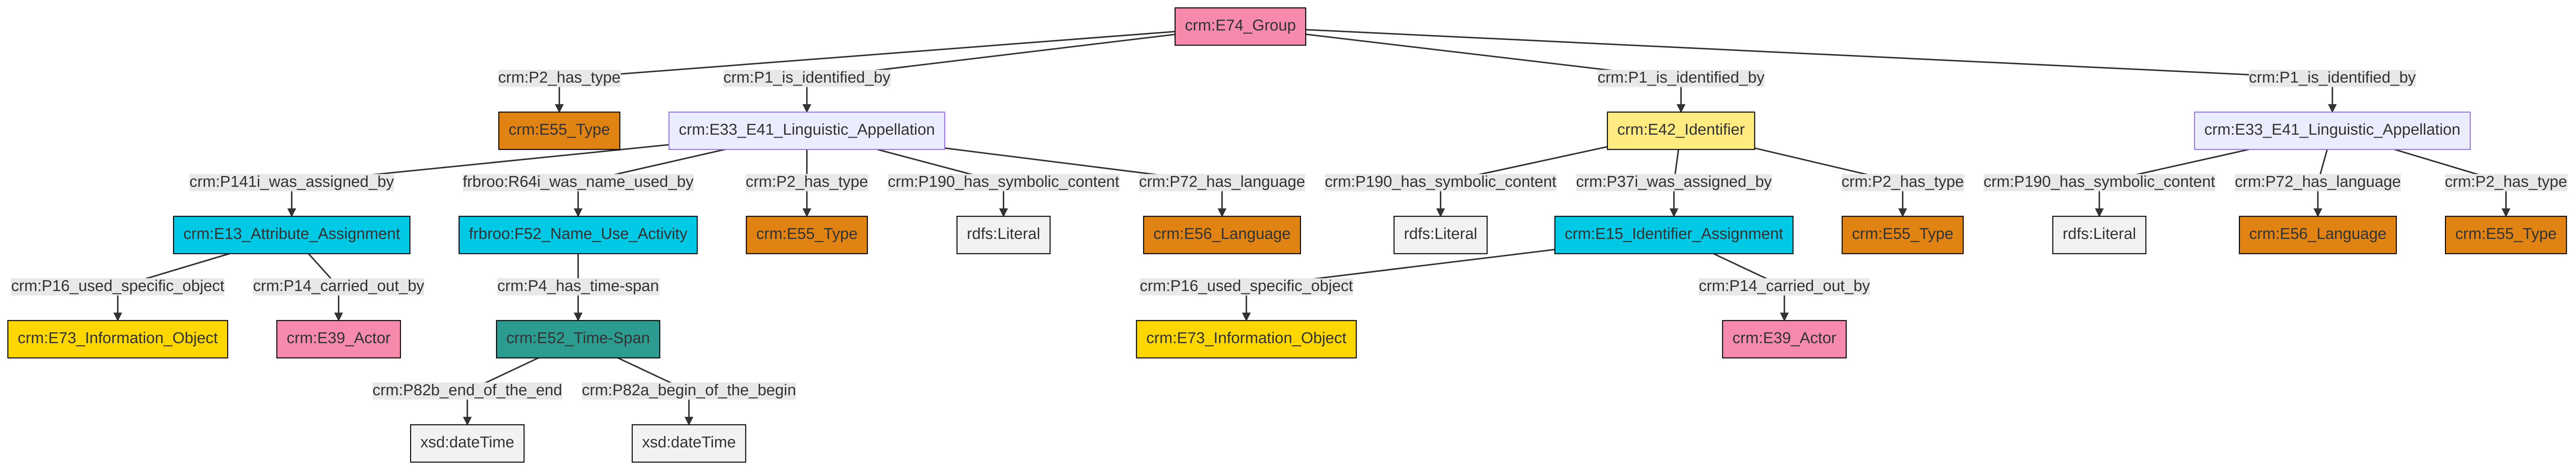 crm:E74_Group
crm:P2_has_type
crm:P1_is_identified_by
crm:P1_is_identified_by
crm:P1_is_identified_by
crm:E55_Type
crm:E33_E41_Linguistic_Appellation
crm:E42_Identifier
crm:E33_E41_Linguistic_Appellation
crm:P141i_was_assigned_by
frbroo:R64i_was_name_used_by
crm:P2_has_type
crm:P190_has_symbolic_content
crm:P72_has_language
crm:P190_has_symbolic_content
crm:P37i_was_assigned_by
crm:P2_has_type
crm:P190_has_symbolic_content
crm:P72_has_language
crm:P2_has_type
crm:E13_Attribute_Assignment
frbroo:F52_Name_Use_Activity
crm:E55_Type
rdfs:Literal
crm:E56_Language
rdfs:Literal
crm:E15_Identifier_Assignment
crm:E55_Type
rdfs:Literal
crm:E56_Language
crm:E55_Type
crm:P16_used_specific_object
crm:P14_carried_out_by
crm:P4_has_time-span
crm:P16_used_specific_object
crm:P14_carried_out_by
crm:E73_Information_Object
crm:E39_Actor
crm:E52_Time-Span
crm:E73_Information_Object
crm:E39_Actor
crm:P82b_end_of_the_end
crm:P82a_begin_of_the_begin
xsd:dateTime
xsd:dateTime